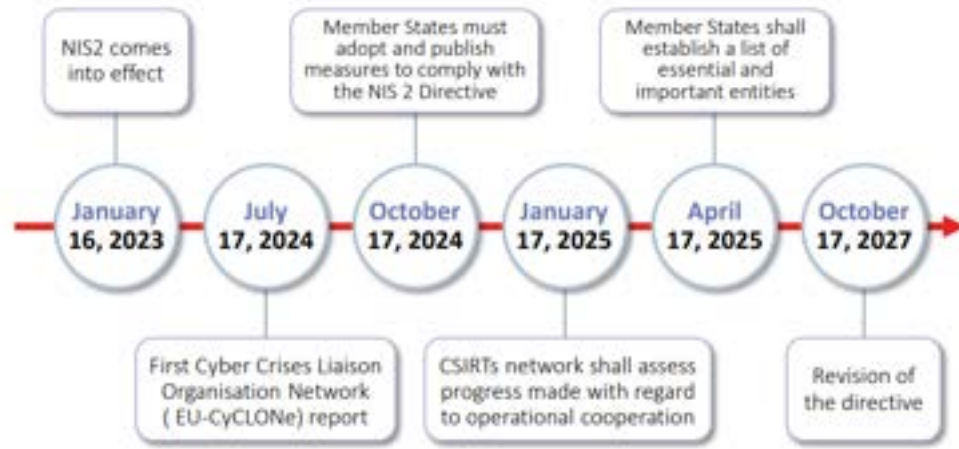 NIS2 comes
into effect
Member States must
adopt and publish
measures to comply with
the NIS 2 Directive
Member States shall
establish a list of
essential and
important entities
January
16, 2023
July
17, 2024
October
17, 2024
January
17, 2025
April
17, 2025
October
17, 2027
First Cyber Crises Liaison
Organisation Network
( EU-CyCLONe) report
CSIRTs network shall assess
progress made with regard
to operational cooperation
Revision of
the directive